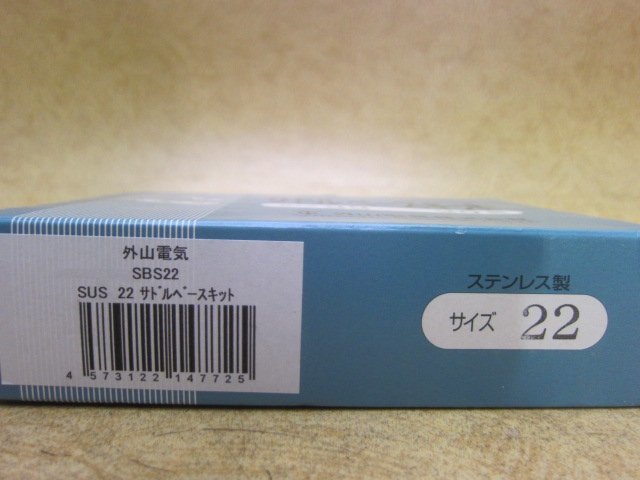 外山電気
SBS22
SUS 22 ｻﾄﾞﾙﾍﾞｰｽｷｯﾄ
4 573122 147725
ステンレス製
サイズ 22